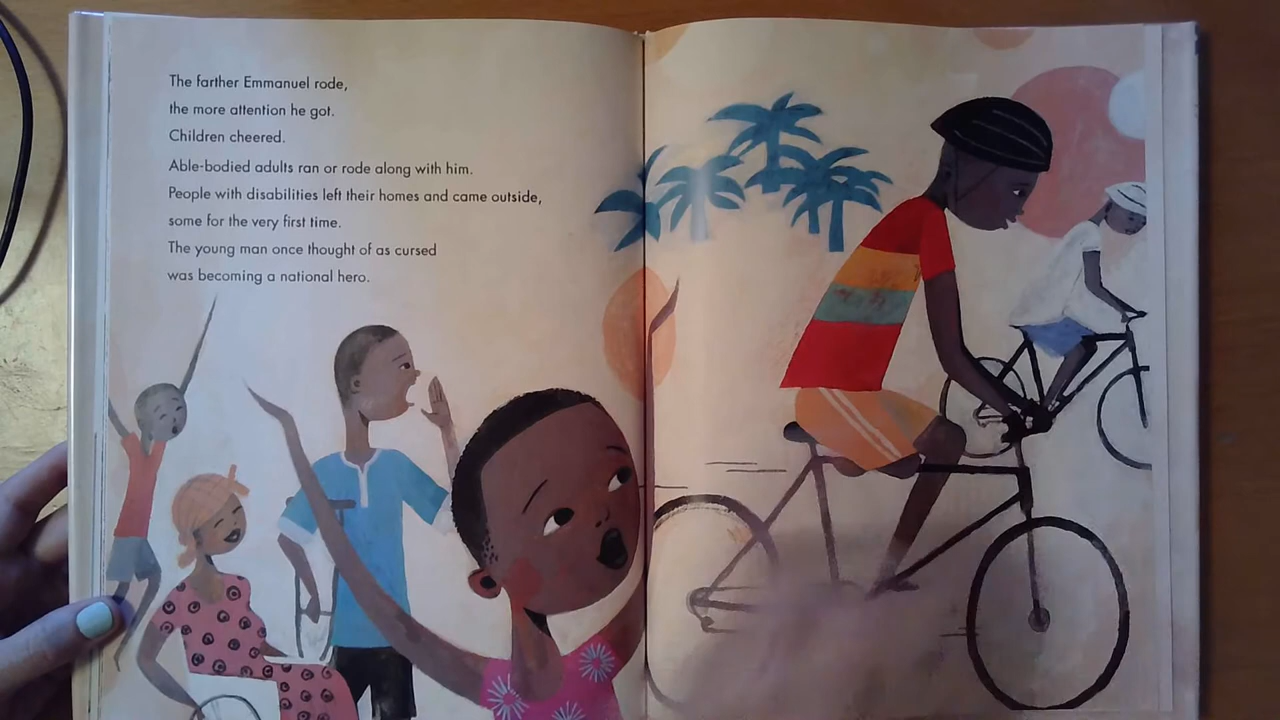 The farther Emmanuel rode,
the more attention he got.
Children cheered.
Able-bodied adults ran or rode along with him.
People with disabilities left their homes and came outside,
some for the very first time.
The young man once thought of as cursed
was becoming a national hero.